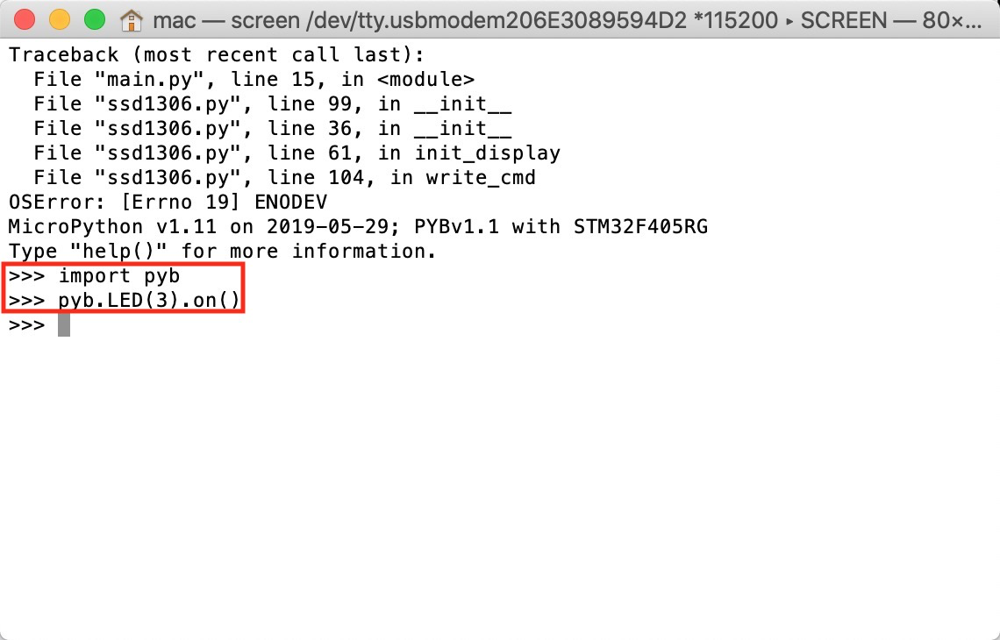 mac — screen /dev/tty.usbmodem206E3089594D2 *115200 ▸ SCREEN — 80×...
Traceback (most recent call last):
  File "main.py", line 15, in <module>
  File "ssd1306.py", line 99, in __init__
  File "ssd1306.py", line 36, in __init__
  File "ssd1306.py", line 61, in init_display
  File "ssd1306.py", line 104, in write_cmd
OSError: [Errno 19] ENODEV
MicroPython v1.11 on 2019-05-29; PYBv1.1 with STM32F405RG
Type "help()" for more information.
>>> import pyb
>>> pyb.LED(3).on()
>>>